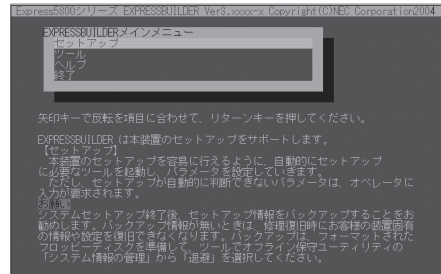 Express5800シリーズ EXPRESSBUILDER Ver3.xxxx-x Copyright(C)NEC Corporation2004
EXPRESSBUILDERメインメニュー
セットアップ
ツール
ヘルプ
終了
矢印キーで反転を項目に合わせて、リターンキーを押してください。
EXPRESSBUILDER は本装置のセットアップをサポートします。
【セットアップ】
本装置のセットアップを容易に行えるように、自動的にセットアップ
に必要なツールを起動し、パラメータを設定していきます。
ただし、セットアップが自動的に判断できないパラメータは、オペレータに
入力が要求されます。
お願い
システムセットアップ終了後、セットアップ情報をバックアップすることをお
勧めします。バックアップ情報が無いときは、修理復旧時にお客様の装置固有
の情報や設定を復旧できなくなります。バックアップは、フォーマットされた
フロッピーディスクを準備して、ツールでオフライン保守ユーティリティの
「システム情報の管理」から「退避」を選択してください。